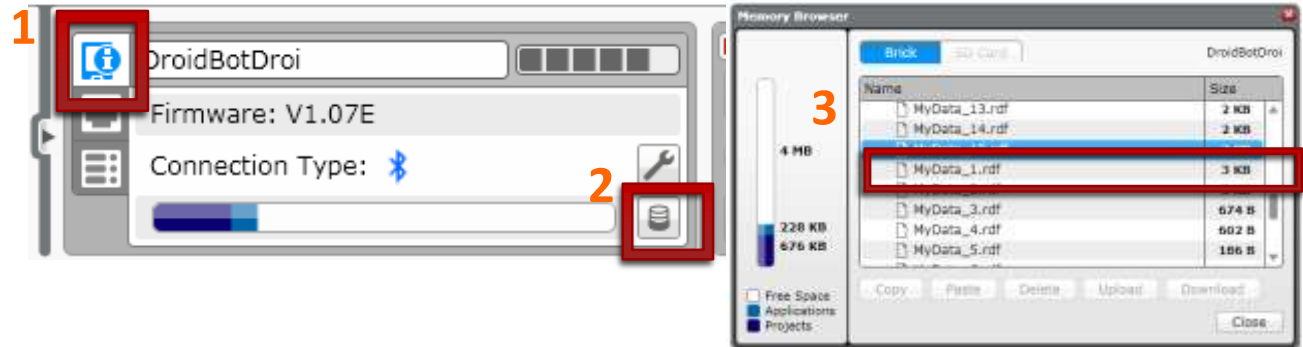 1
DroidBotDroi
Firmware: V1.07E
Connection Type:
2
Memory Browser
Brick SD Card DroidBotDroi
Name Size
3
MyData_13.rdf 2 KB
MyData_14.rdf 2 KB
MyData_1.rdf 3 KB
MyData_3.rdf 674 B
MyData_4.rdf 602 B
MyData_5.rdf 186 B
4 MB
228 KB
676 KB
Free Space
Applications
Projects
Copy Paste Delete Upload Download
Close